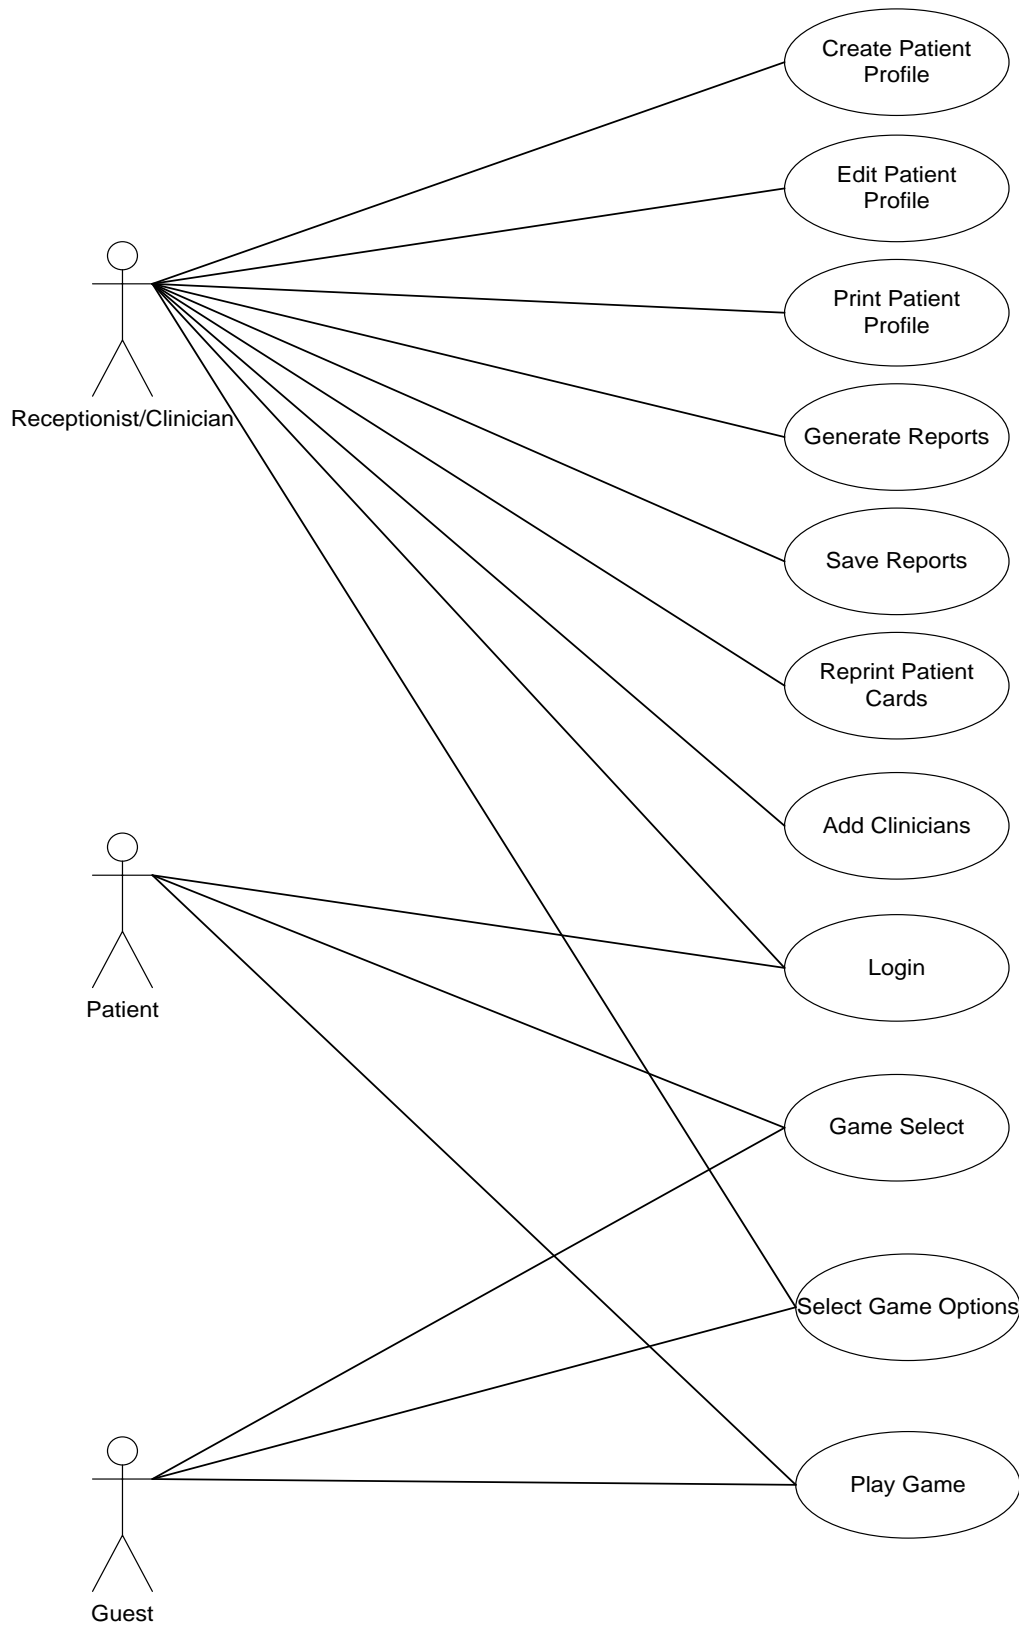 Create Patient
Profile
Edit Patient
Profile
Print Patient
Profile
Receptionist/Clinician
Generate Reports
Save Reports
Reprint Patient
Cards
Add Clinicians
Login
Patient
Game Select
Select Game Options
Play Game
Guest